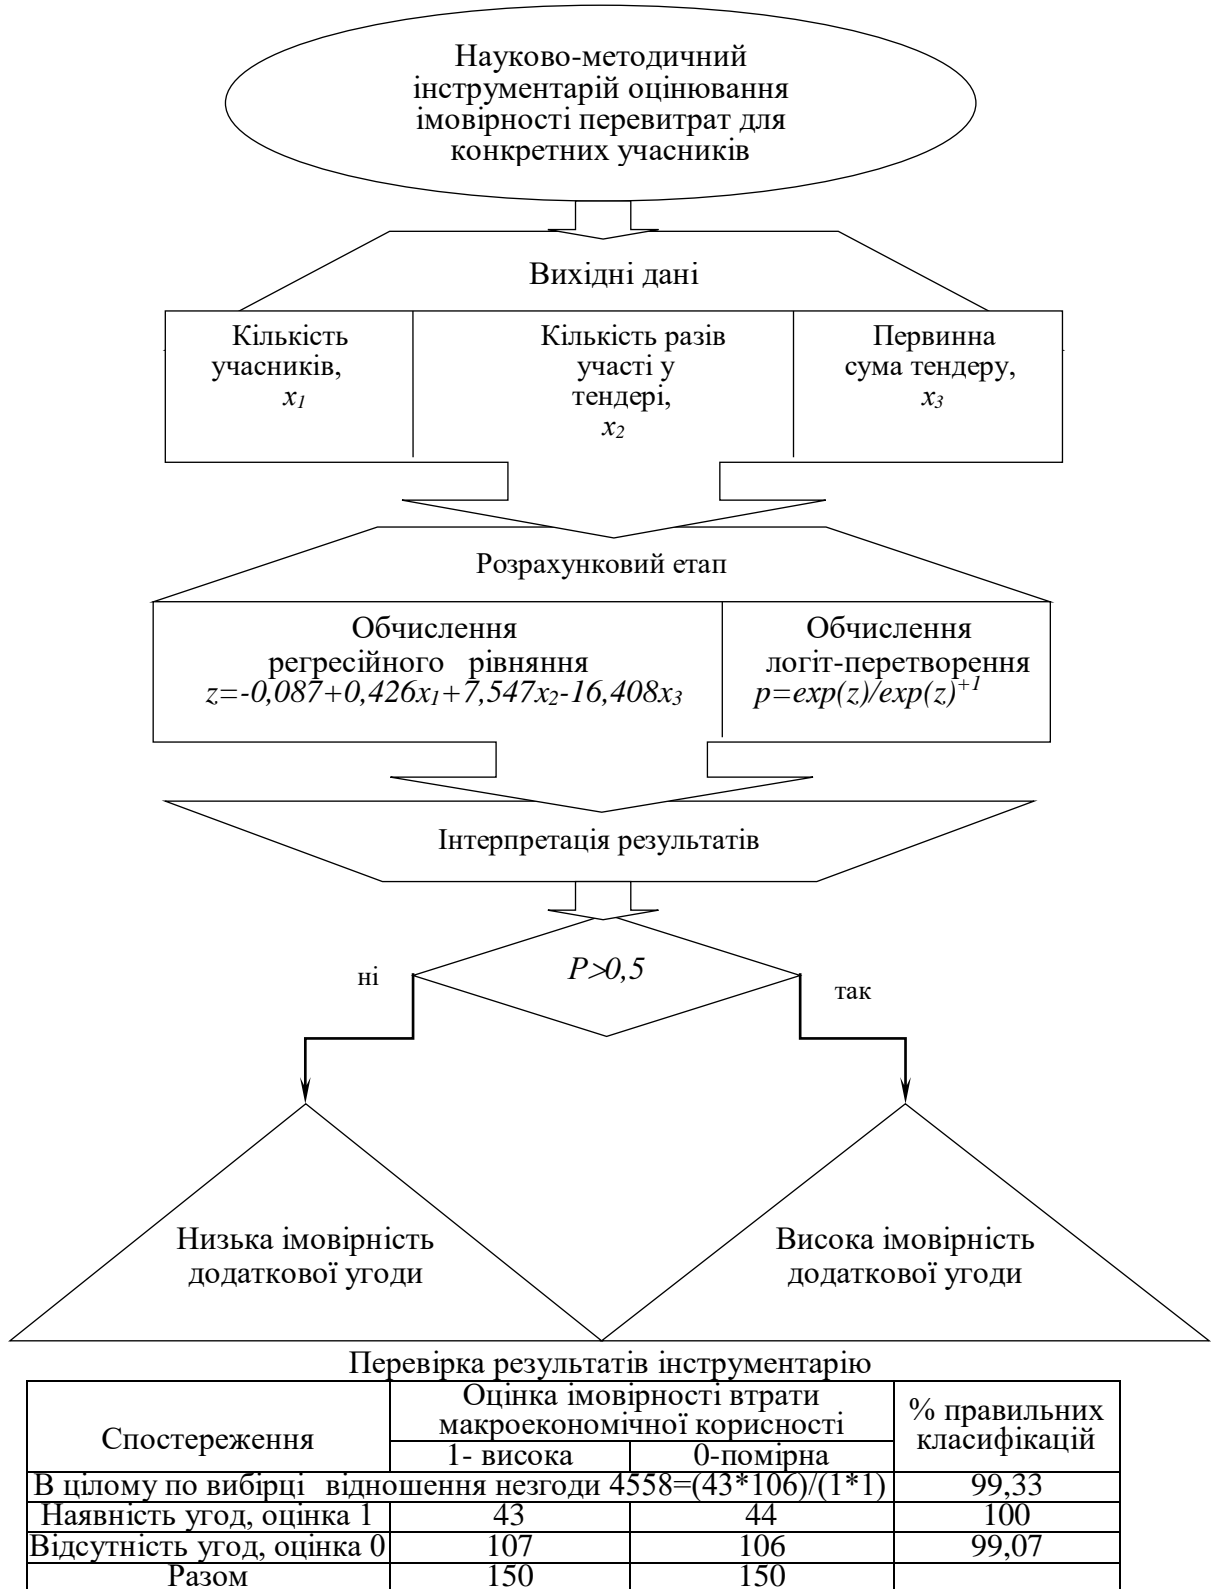 Науково-методичний
інструментарій оцінювання
імовірності перевитрат для
конкретних учасників
Вихідні дані
Кількість
учасників,
x1
Кількість разів
участі у
тендері,
x2
Первинна
сума тендеру,
x3
Розрахунковий етап
Обчислення
регресійного рівняння
z=-0,087+0,426x1+7,547x2-16,408x3
Обчислення
логіт-перетворення
p=exp(z)/exp(z)+1
Інтерпретація результатів
P>0,5
ні
так
Низька імовірність
додаткової угоди
Висока імовірність
додаткової угоди
Перевірка результатів інструментарію
Спостереження
Оцінка імовірності втрати
макроекономічної корисності
% правильних
класифікацій
1- висока
0-помірна
В цілому по вибірці відношення незгоди 4558=(43*106)/(1*1) 99,33
Наявність угод, оцінка 1 43 44 100
Відсутність угод, оцінка 0 107 106 99,07
Разом 150 150